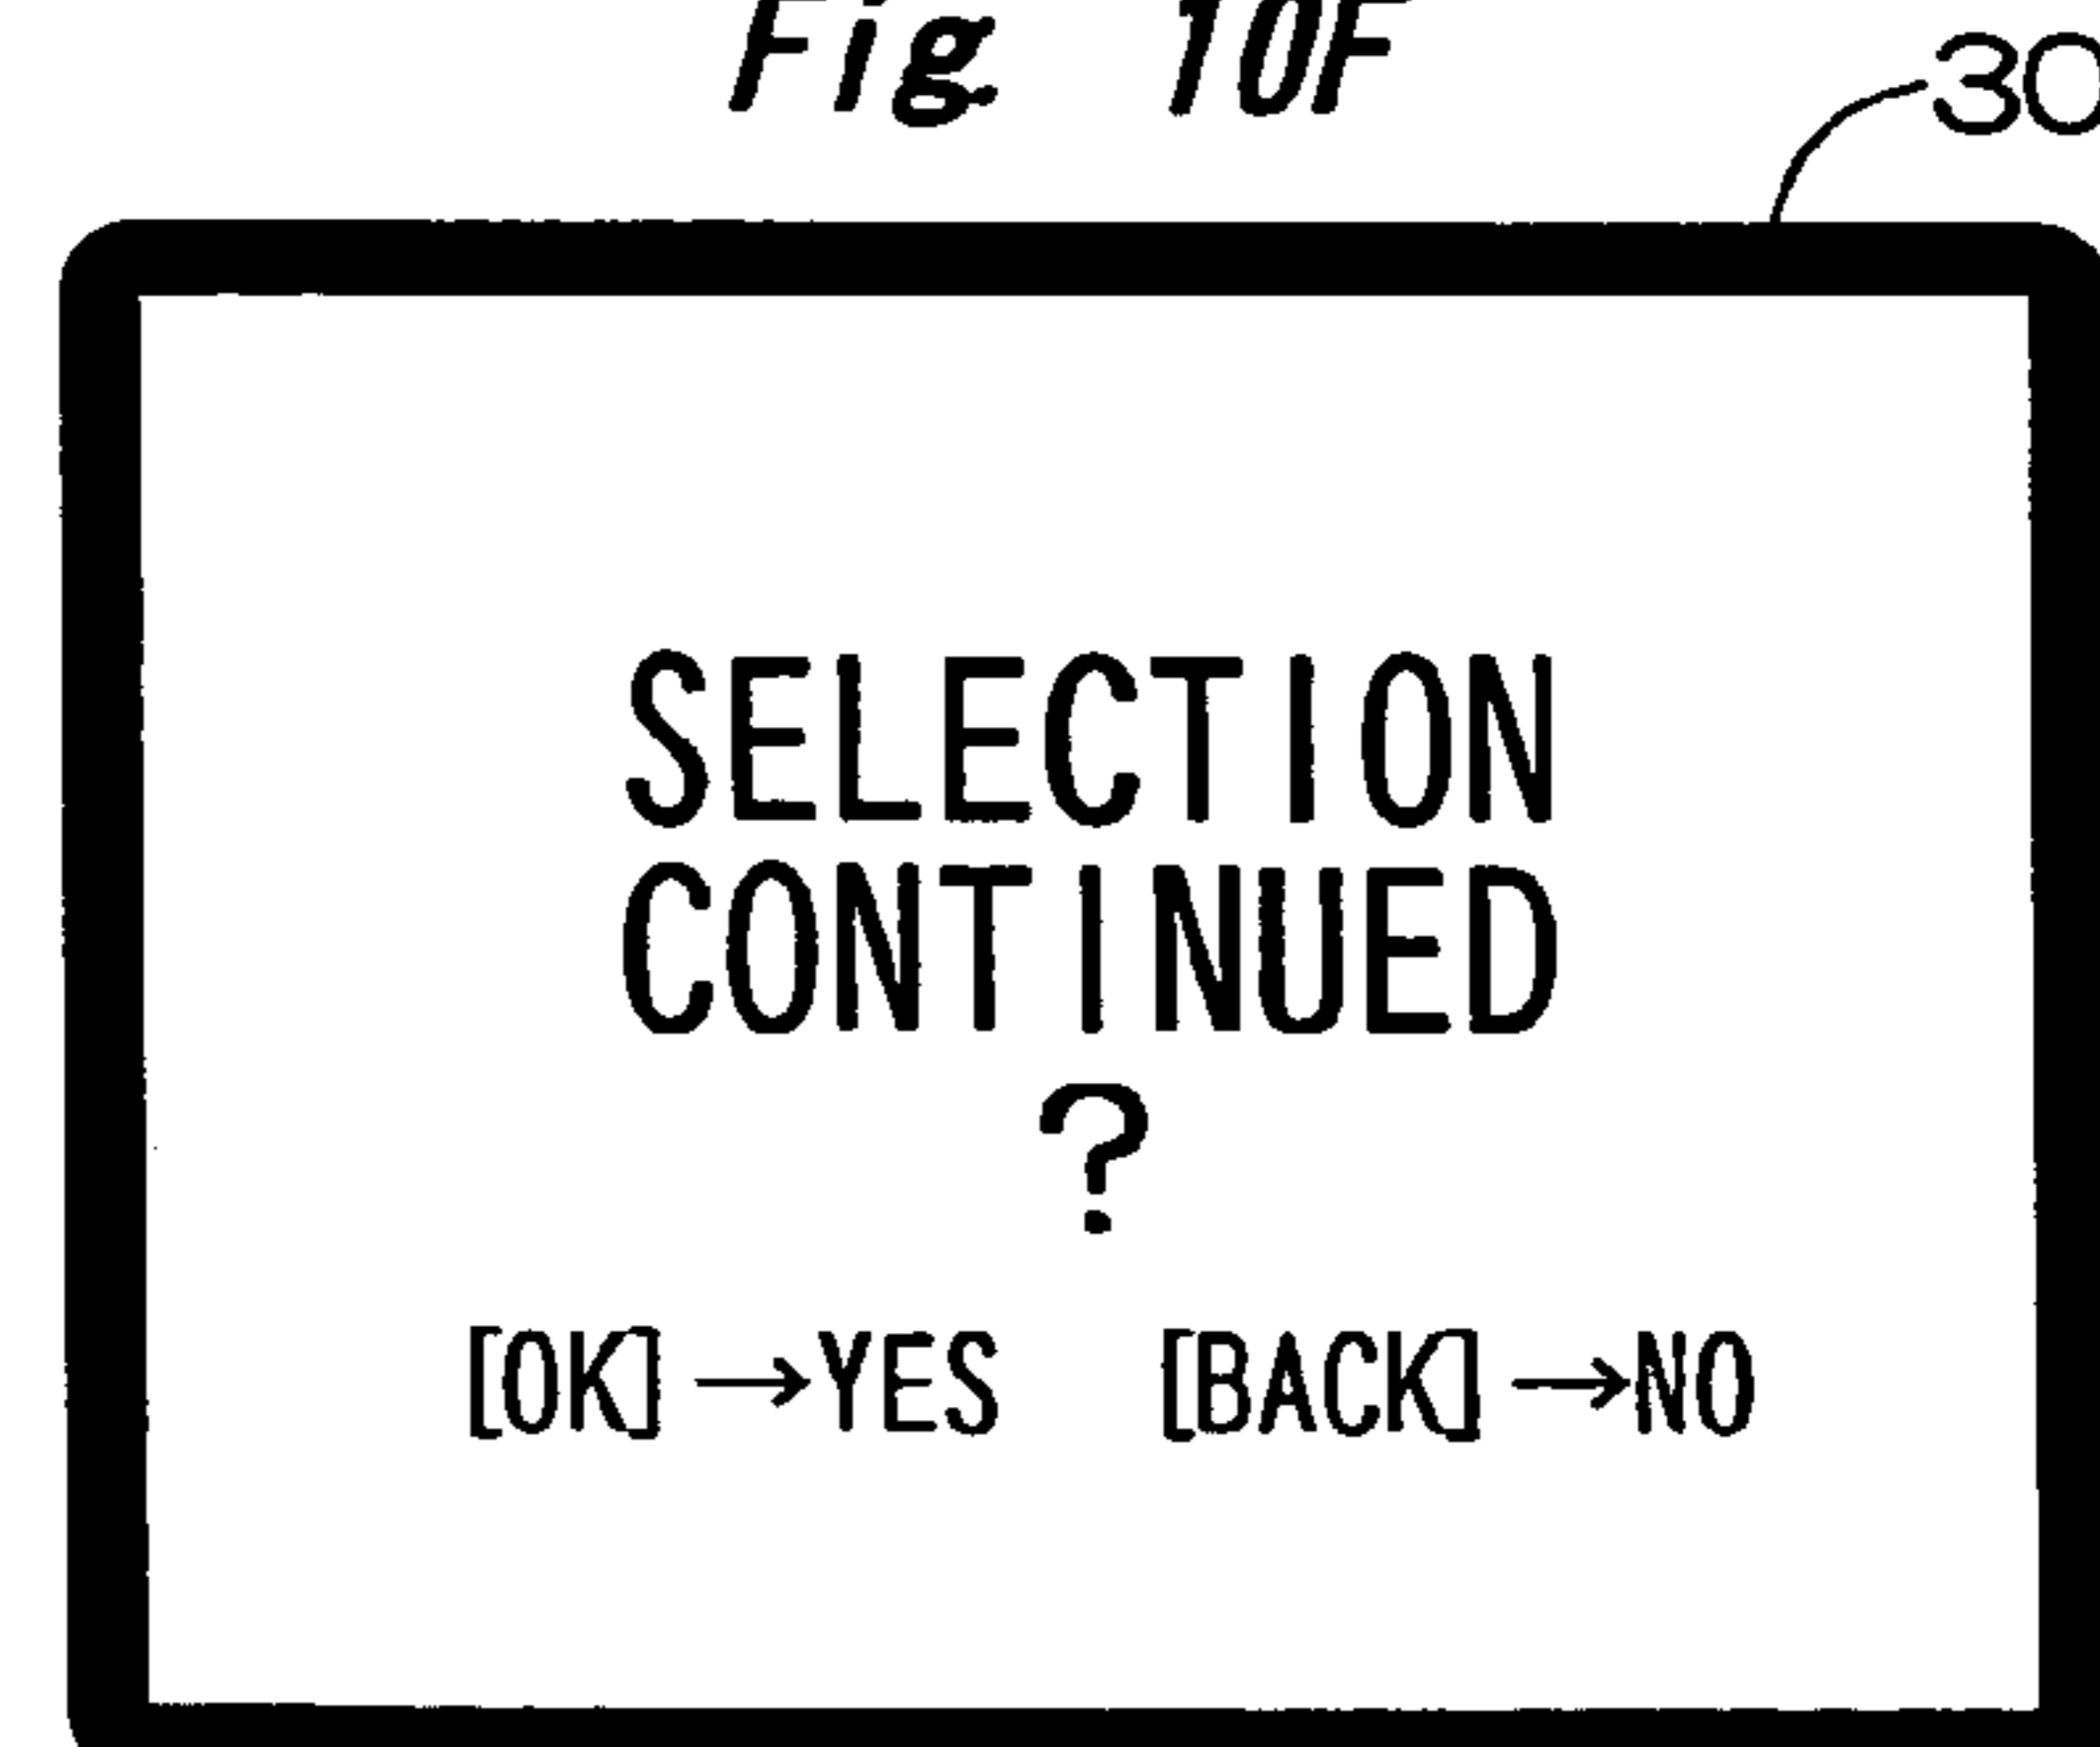 Fig 10F
30
SELECTION
CONTINUED
?
[OK]→YES [BACK]→NO